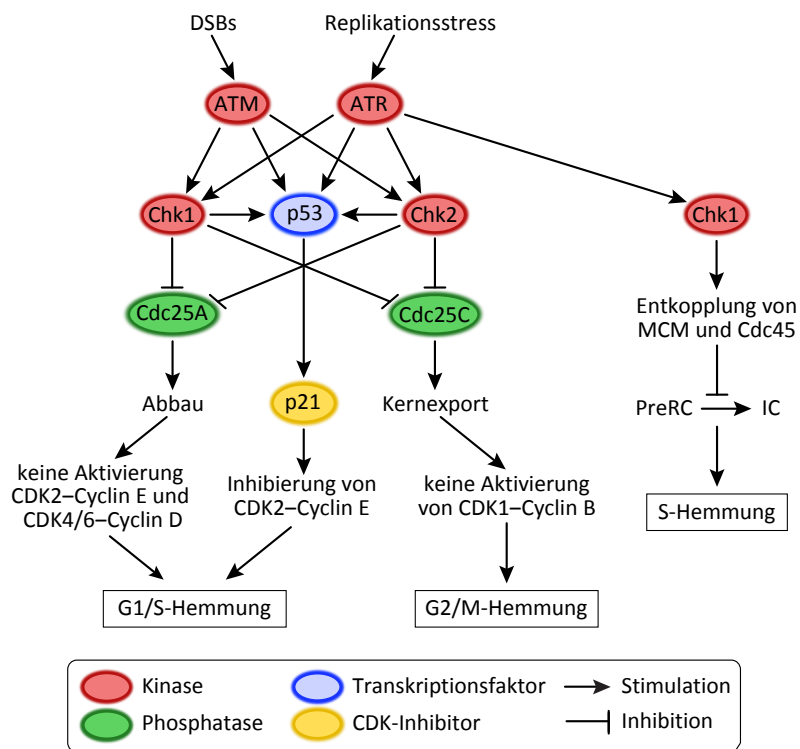 DSBs
Replikationsstress
ATM
ATR
Chk1
p53
Chk2
Chk1
Cdc25A
Cdc25C
Entkopplung von
MCM und Cdc45
Abbau
p21
Kernexport
PreRC
IC
keine Aktivierung
CDK2–Cyclin E und
CDK4/6–Cyclin D
Inhibierung von
CDK2–Cyclin E
keine Aktivierung
von CDK1–Cyclin B
S-Hemmung
G1/S-Hemmung
G2/M-Hemmung
Kinase
Transkriptionsfaktor
Stimulation
Phosphatase
CDK-Inhibitor
Inhibition